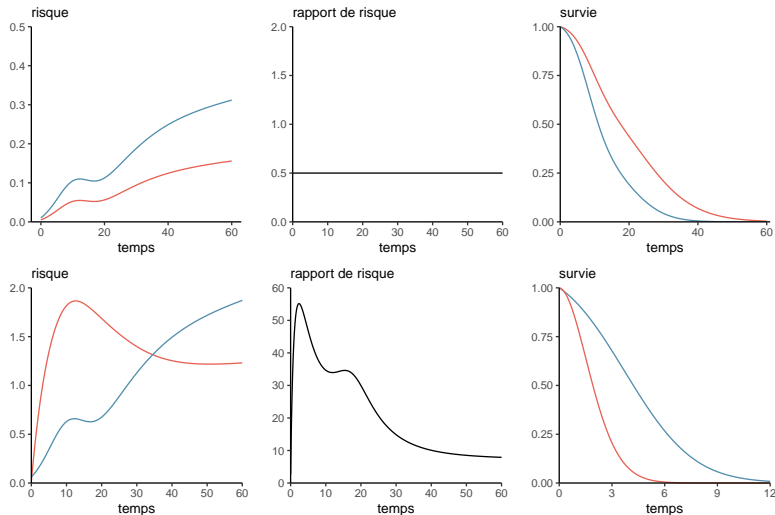 risque
0.5
0.4
0.3
0.2
0.1
0.0
0 20 40 60
temps
rapport de risque
2.0
1.5
1.0
0.5
0.0
0 10 20 30 40 50 60
temps
survie
1.00
0.75
0.50
0.25
0.00
0 20 40 60
temps
risque
2.0
1.5
1.0
0.5
0.0
0 10 20 30 40 50 60
temps
rapport de risque
60
50
40
30
20
10
0
0 10 20 30 40 50 60
temps
survie
1.00
0.75
0.50
0.25
0.00
0 3 6 9 12
temps